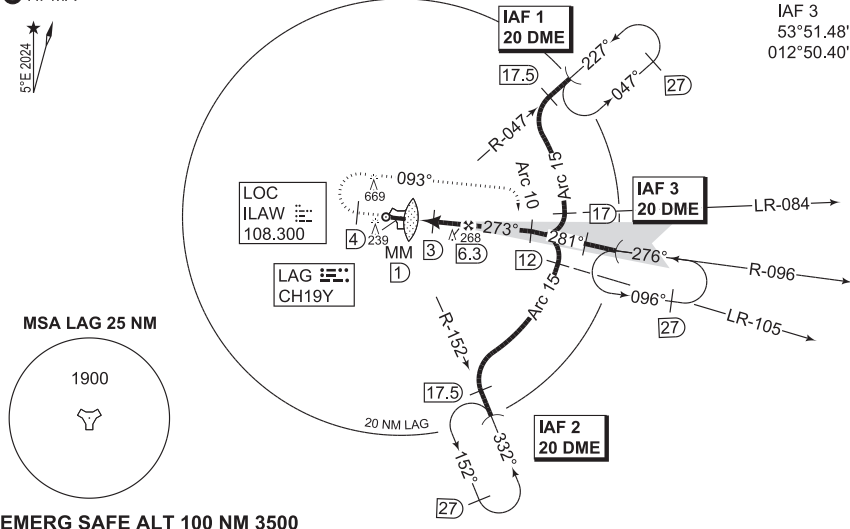 IAF 1
20 DME
IAF 3
53°51.48'
012°50.40'
5°E 2024
227°
047°
17.5
27
R-047
Arc 15
Arc 10
093°
669
LOC
ILAW
108.300
IAF 3
20 DME
17
LR-084
4
239
MM
1
3
268
6.3
273°
12
281°
276°
R-096
LAG
CH19Y
096°
27
LR-105
Arc 15
R-152
MSA LAG 25 NM
1900
17.5
20 NM LAG
IAF 2
20 DME
332°
152°
27
EMERG SAFE ALT 100 NM 3500